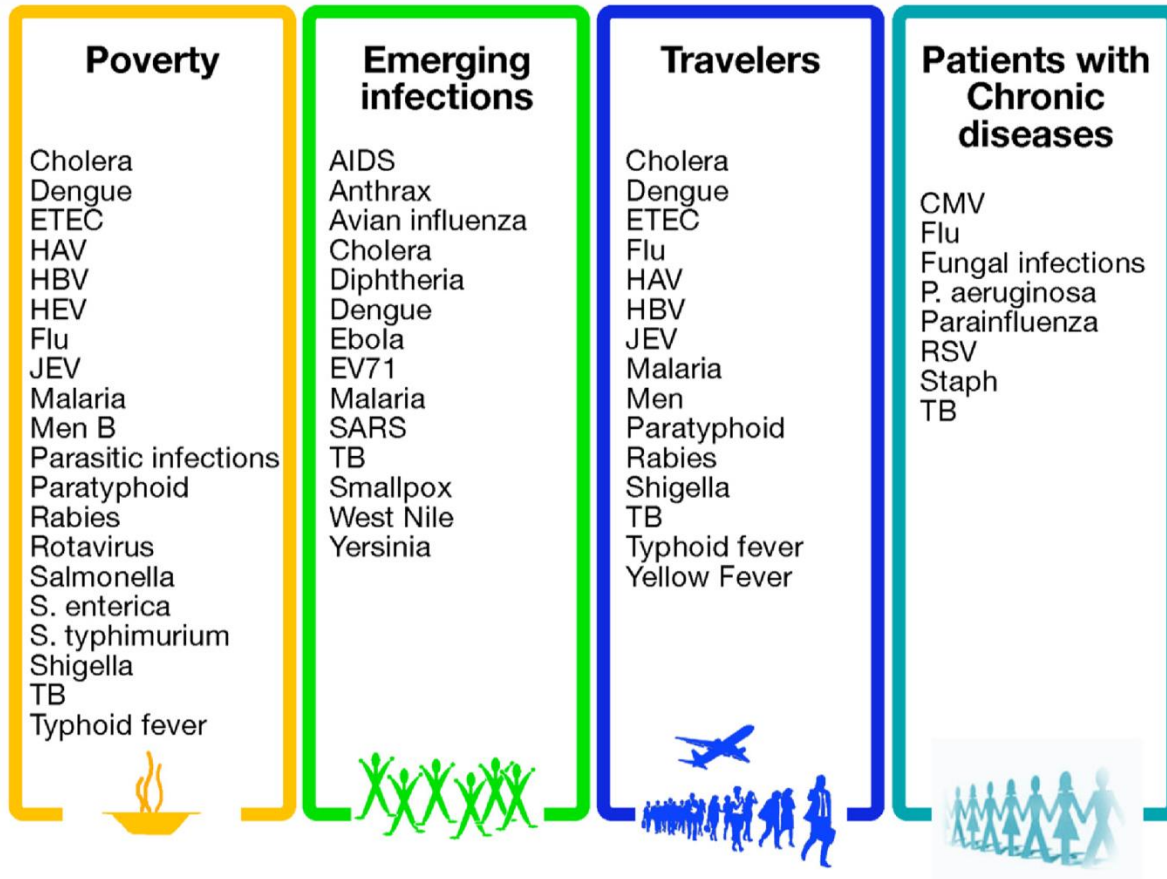 Poverty
Cholera
Dengue
ETEC
HAV
HBV
HEV
Flu
JEV
Malaria
Men B
Parasitic infections
Paratyphoid
Rabies
Rotavirus
Salmonella
S. enterica
S. typhimurium
Shigella
TB
Typhoid fever
Emerging
infections
AIDS
Anthrax
Avian influenza
Cholera
Diphtheria
Dengue
Ebola
EV71
Malaria
SARS
TB
Smallpox
West Nile
Yersinia
Travelers
Cholera
Dengue
ETEC
Flu
HAV
HBV
JEV
Malaria
Men
Paratyphoid
Rabies
Shigella
TB
Typhoid fever
Yellow Fever
Patients with
Chronic
diseases
CMV
Flu
Fungal infections
P. aeruginosa
Parainfluenza
RSV
Staph
TB